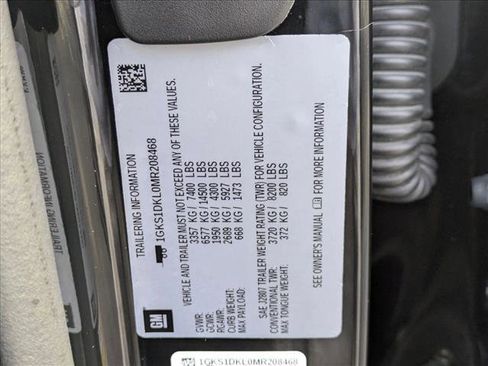 TRAILERING INFORMATION
1GKS1DKL0MR208468
VEHICLE AND TRAILER MUST NOT EXCEED ANY OF THESE VALUES.
GVWR: 3357 KG / 7400 LBS
GCWR: 6577 KG /14500 LBS
RGAWR: 1950 KG / 4300 LBS
CURB WEIGHT: 2689 KG / 5927 LBS
MAX PAYLOAD: 668 KG / 1473 LBS
SAE J2807 TRAILER WEIGHT RATING (TWR) FOR VEHICLE CONFIGURATION.
CONVENTIONAL TWR: 3720 KG / 8200 LBS
MAX TONGUE WEIGHT: 372 KG / 820 LBS
SEE OWNER'S MANUAL FOR MORE INFORMATION
GM
1GKS1DKL0MR208468